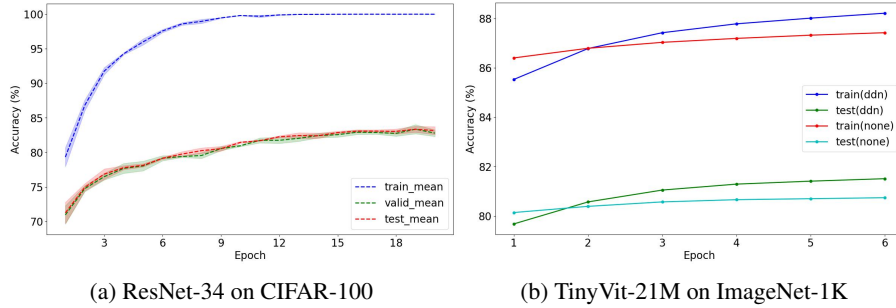 100
95
90
85
80
75
70
Accuracy (%)
3
6
9
12
15
18
Epoch
train_mean
valid_mean
test_mean
(a) ResNet-34 on CIFAR-100
88
86
84
82
80
Accuracy (%)
1
2
3
4
5
6
Epoch
train(ddn)
test(ddn)
train(none)
test(none)
(b) TinyVit-21M on ImageNet-1K